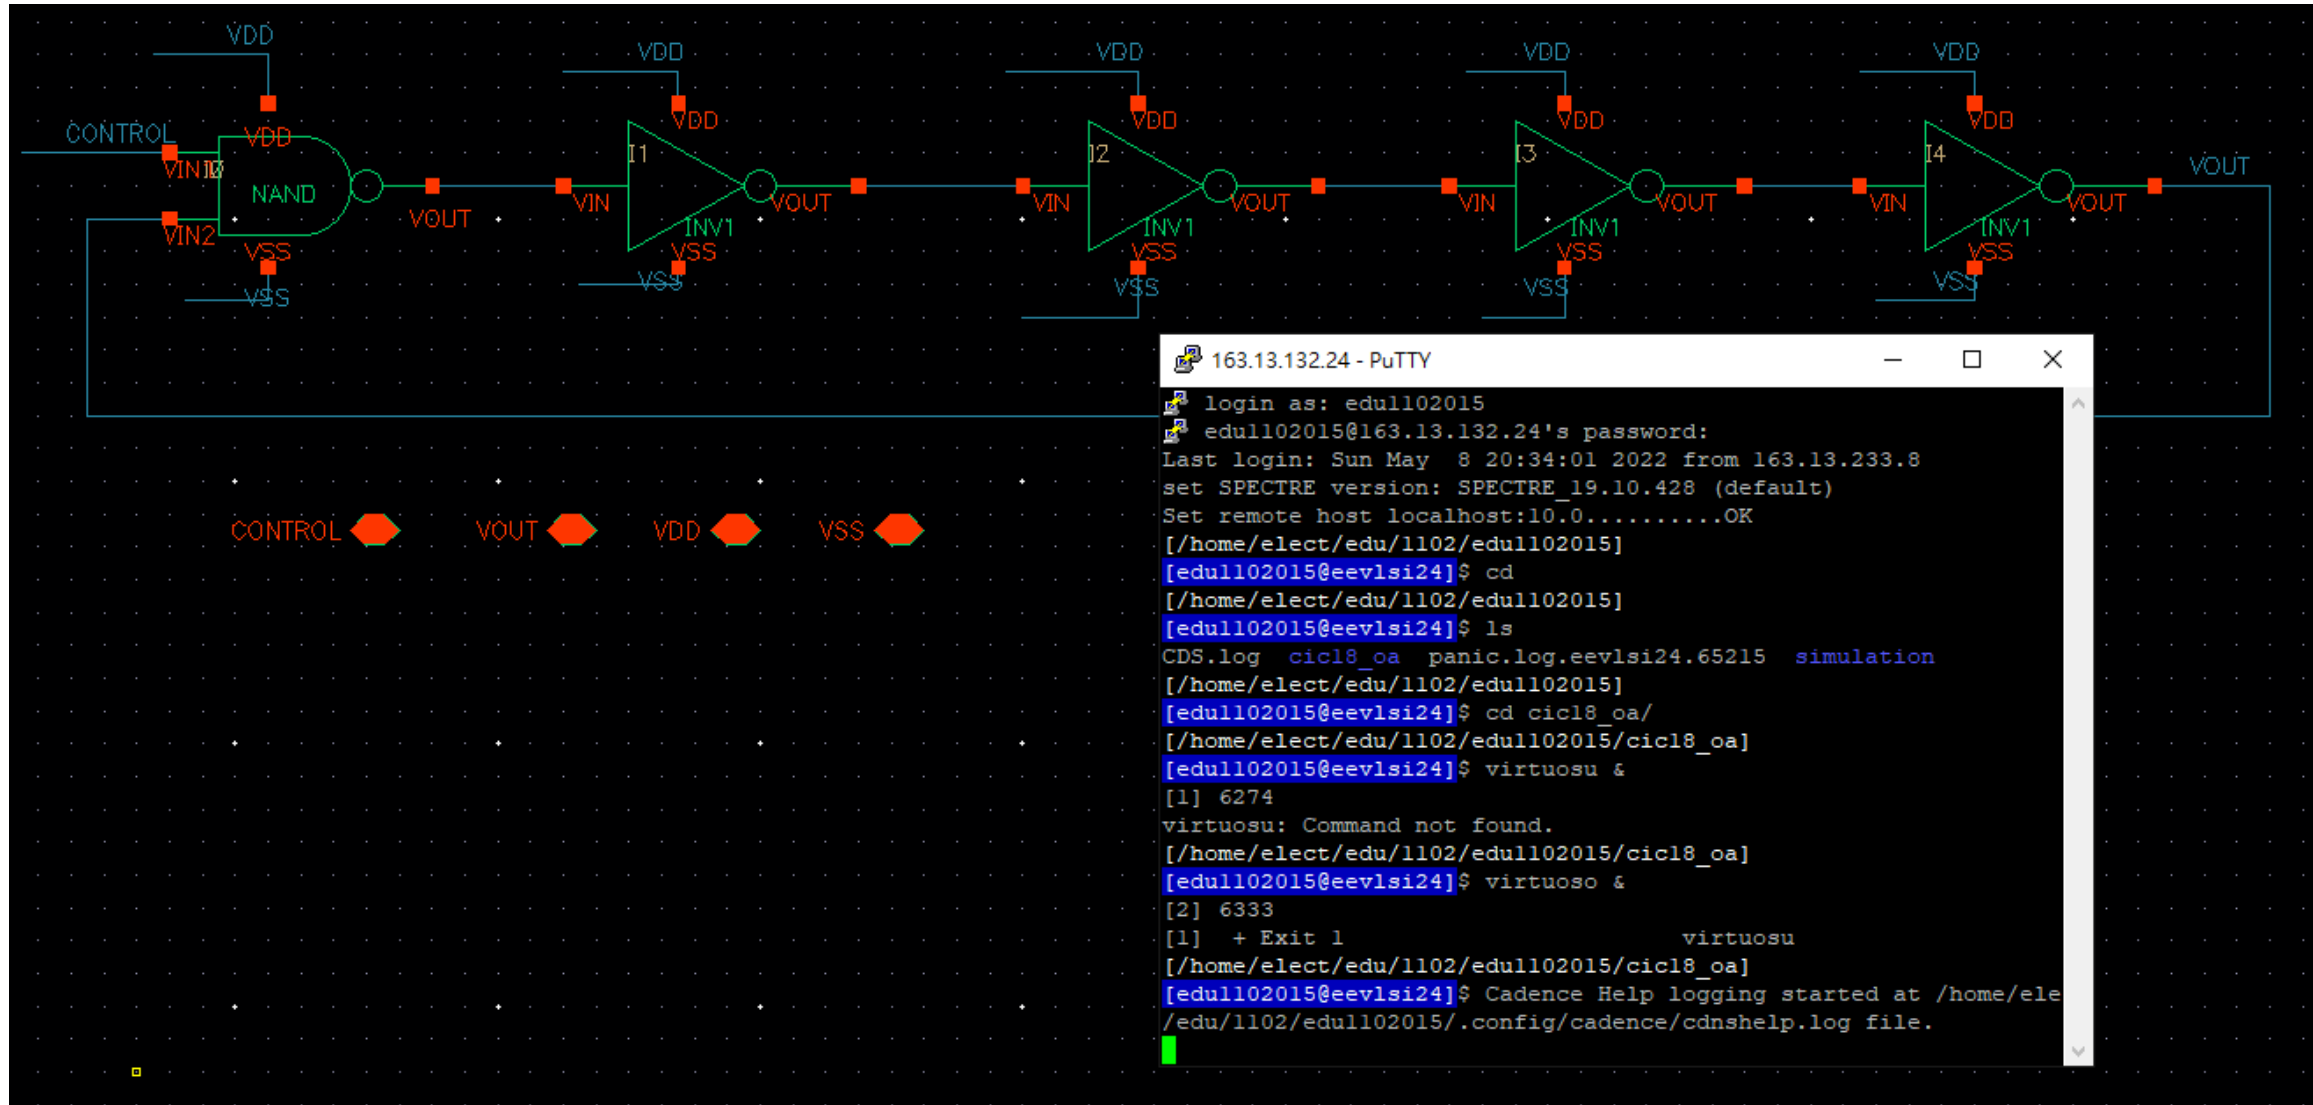 VDD VDD VDD VDD VDD
VDD VDD VDD VDD
CONTROL VDD
I1 I2 I3 I4
VIN1
NAND
VOUT
VOUT VIN VOUT VIN VOUT VIN VOUT VIN VOUT
VIN2 INV1 INV1 INV1 INV1
VSS VSS VSS VSS VSS
VSS VSS VSS VSS VSS
CONTROL VOUT VDD VSS
163.13.132.24 - PuTTY
login as: edu1102015
edu1102015@163.13.132.24's password:
Last login: Sun May  8 20:34:01 2022 from 163.13.233.8
set SPECTRE version: SPECTRE_19.10.428 (default)
Set remote host localhost:10.0..........OK
[/home/elect/edu/1102/edu1102015]
[edu1102015@eevlsi24]$ cd
[/home/elect/edu/1102/edu1102015]
[edu1102015@eevlsi24]$ ls
CDS.log  cic18_oa  panic.log.eevlsi24.65215  simulation
[/home/elect/edu/1102/edu1102015]
[edu1102015@eevlsi24]$ cd cic18_oa/
[/home/elect/edu/1102/edu1102015/cic18_oa]
[edu1102015@eevlsi24]$ virtuosu &
[1] 6274
virtuosu: Command not found.
[/home/elect/edu/1102/edu1102015/cic18_oa]
[edu1102015@eevlsi24]$ virtuoso &
[2] 6333
[1]  + Exit 1                        virtuosu
[/home/elect/edu/1102/edu1102015/cic18_oa]
[edu1102015@eevlsi24]$ Cadence Help logging started at /home/ele
/edu/1102/edu1102015/.config/cadence/cdnshelp.log file.